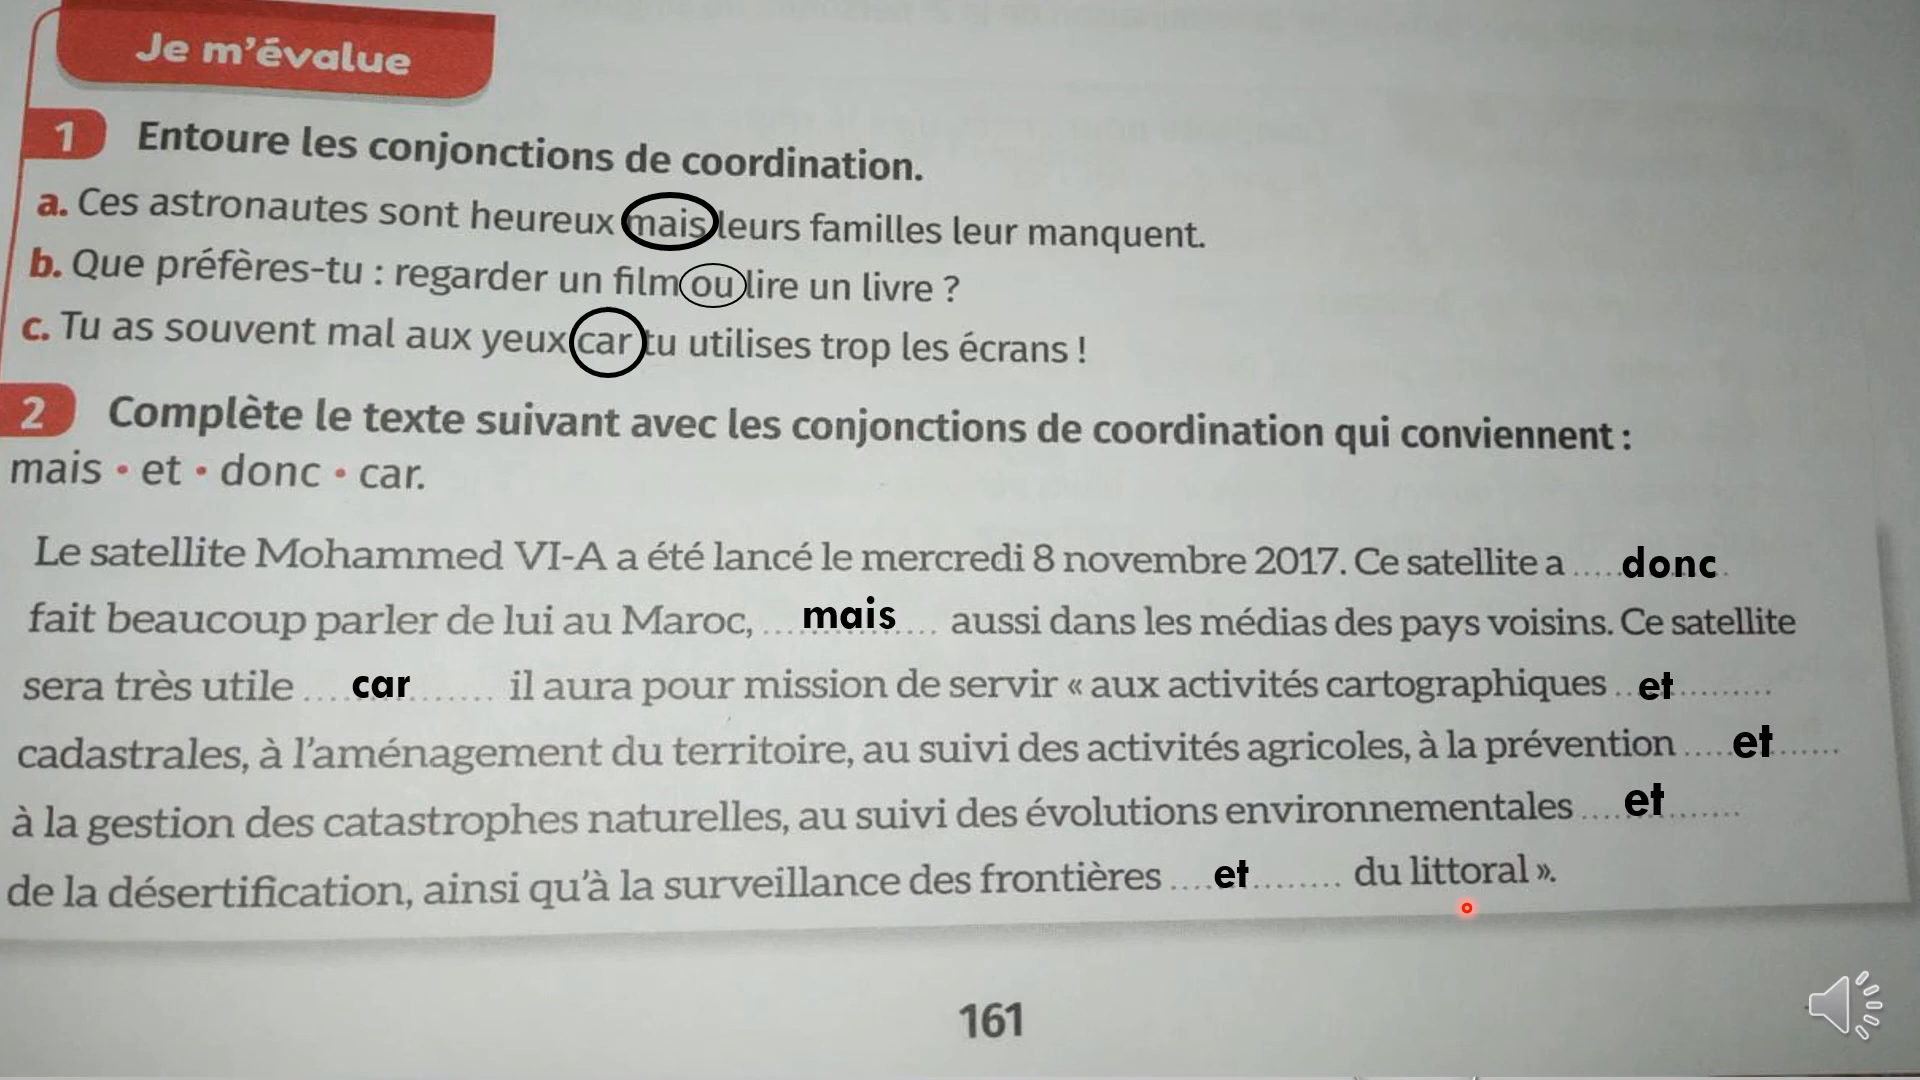 Je m'évalue
1 Entoure les conjonctions de coordination.
a. Ces astronautes sont heureux mais leurs familles leur manquent.
b. Que préfères-tu : regarder un film ou lire un livre ?
c. Tu as souvent mal aux yeux car tu utilises trop les écrans !
2 Complète le texte suivant avec les conjonctions de coordination qui conviennent :
mais • et • donc • car.
Le satellite Mohammed VI-A a été lancé le mercredi 8 novembre 2017. Ce satellite a ..... donc .
fait beaucoup parler de lui au Maroc, .... mais .... aussi dans les médias des pays voisins. Ce satellite
sera très utile .... car ....... il aura pour mission de servir « aux activités cartographiques .. et ..........
cadastrales, à l'aménagement du territoire, au suivi des activités agricoles, à la prévention ..... et ......
à la gestion des catastrophes naturelles, au suivi des évolutions environnementales .... et .......
de la désertification, ainsi qu'à la surveillance des frontières .... et ........ du littoral ».
161